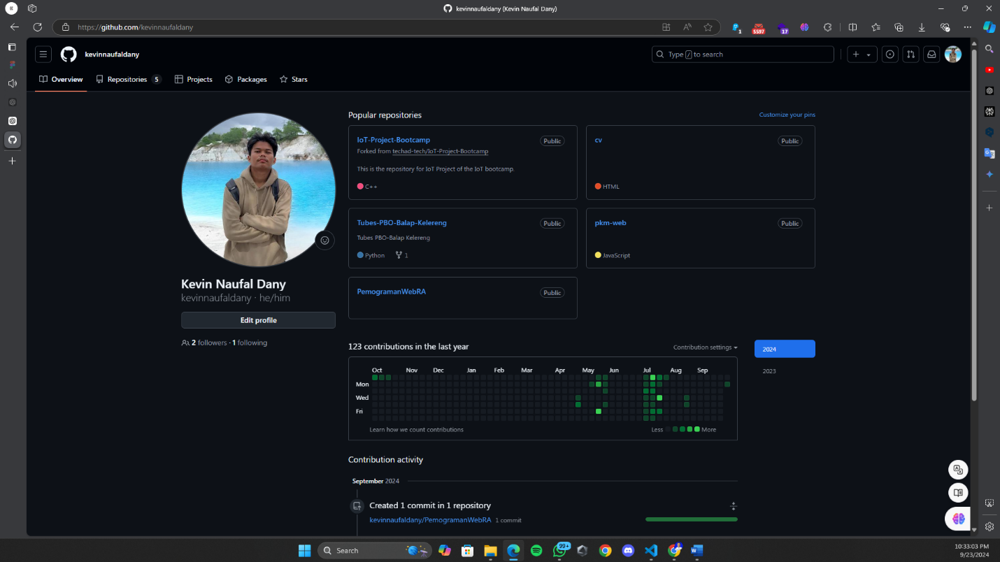 kevinnaufaldany (Kevin Naufal Dany)
https://github.com/kevinnaufaldany
1
5597
17
kevinnaufaldany
Type / to search
Overview
Repositories 5
Projects
Packages
Stars
Popular repositories
Customize your pins
IoT-Project-Bootcamp
Public
Forked from techad-tech/IoT-Project-Bootcamp
This is the repository for IoT Project of the IoT bootcamp.
C++
cv
Public
HTML
Tubes-PBO-Balap-Kelereng
Public
Tubes PBO-Balap Kelereng
Python
1
pkm-web
Public
JavaScript
PemogramanWebRA
Public
Kevin Naufal Dany
kevinnaufaldany · he/him
Edit profile
2 followers · 1 following
123 contributions in the last year
Contribution settings
2024
2023
Oct Nov Dec Jan Feb Mar Apr May Jun Jul Aug Sep
Mon
Wed
Fri
Learn how we count contributions
Less
More
Contribution activity
September 2024
Created 1 commit in 1 repository
kevinnaufaldany/PemogramanWebRA 1 commit
Search
99+
10:33:03 PM
9/23/2024